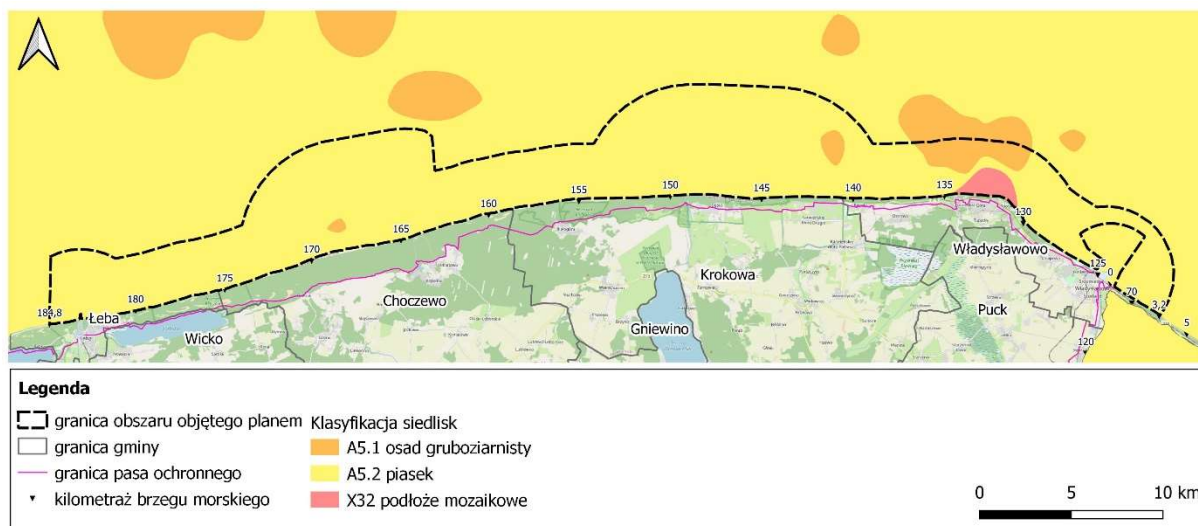 155
150
145
140
135
130
160
165
170
175
180
184,8
125
0
70
3,2
5
120
Władysławowo
Krokowa
Choczewo
Łeba
Wicko
Gniewino
Puck
Legenda
granica obszaru objętego planem
granica gminy
granica pasa ochronnego
kilometraż brzegu morskiego
Klasyfikacja siedlisk
A5.1 osad gruboziarnisty
A5.2 piasek
X32 podłoże mozaikowe
0 5 10 km